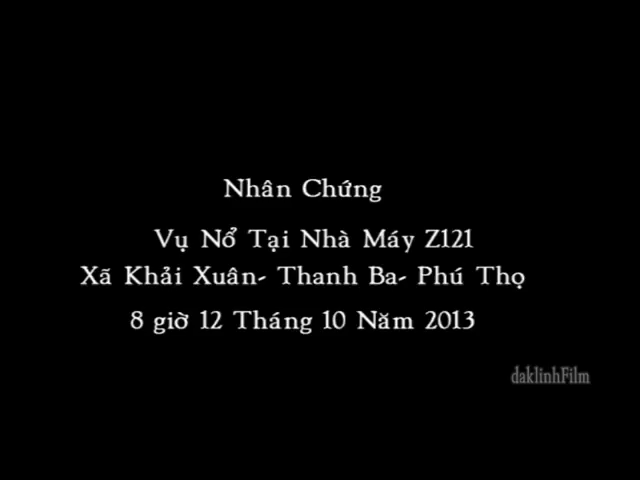 Nhân Chứng
Vụ Nổ Tại Nhà Máy Z121
Xã Khải Xuân- Thanh Ba- Phú Thọ
8 giờ 12 Tháng 10 Năm 2013
daklinhFilm